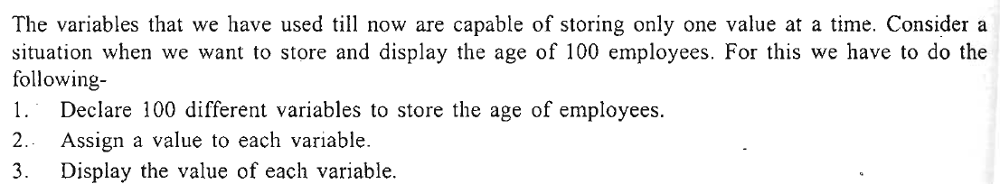 The variables that we have used till now are capable of storing only one value at a time. Consider a
situation when we want to store and display the age of 100 employees. For this we have to do the
following-
1. Declare 100 different variables to store the age of employees.
2. Assign a value to each variable.
3. Display the value of each variable.